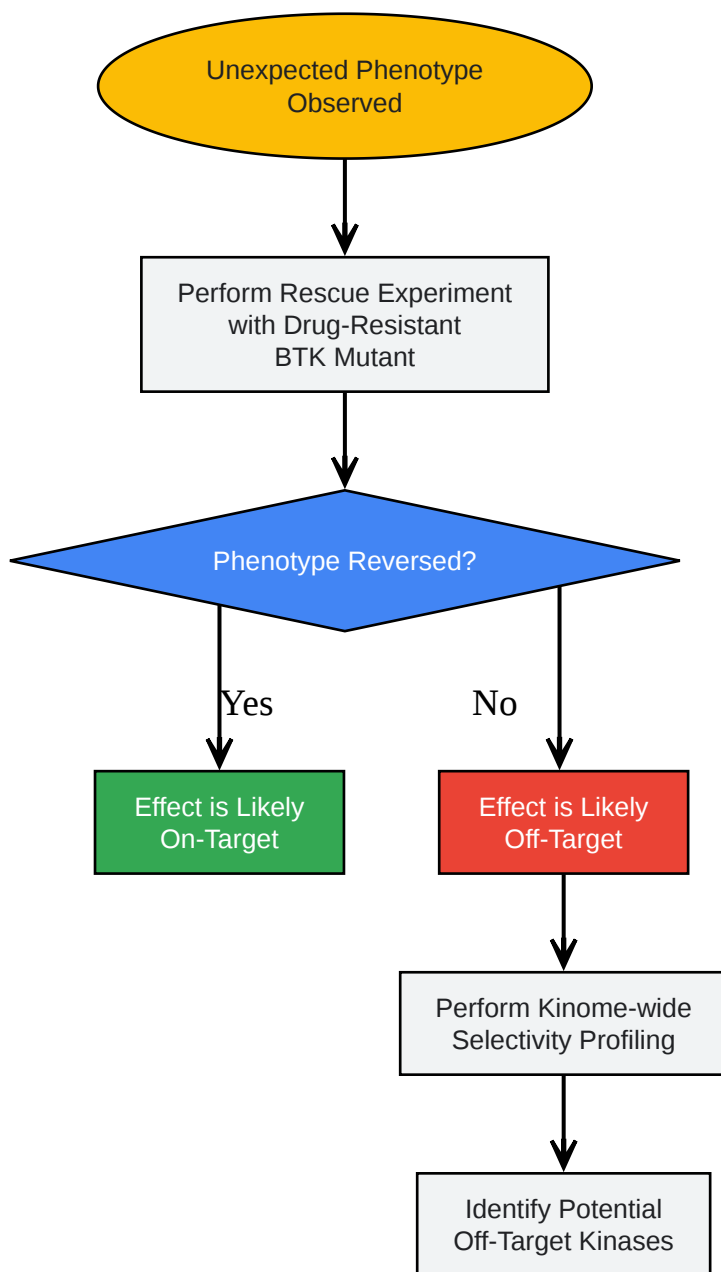 Unexpected Phenotype
Observed
Perform Rescue Experiment
with Drug-Resistant
BTK Mutant
Phenotype Reversed?
Yes
No
Effect is Likely
On-Target
Effect is Likely
Off-Target
Perform Kinome-wide
Selectivity Profiling
Identify Potential
Off-Target Kinases